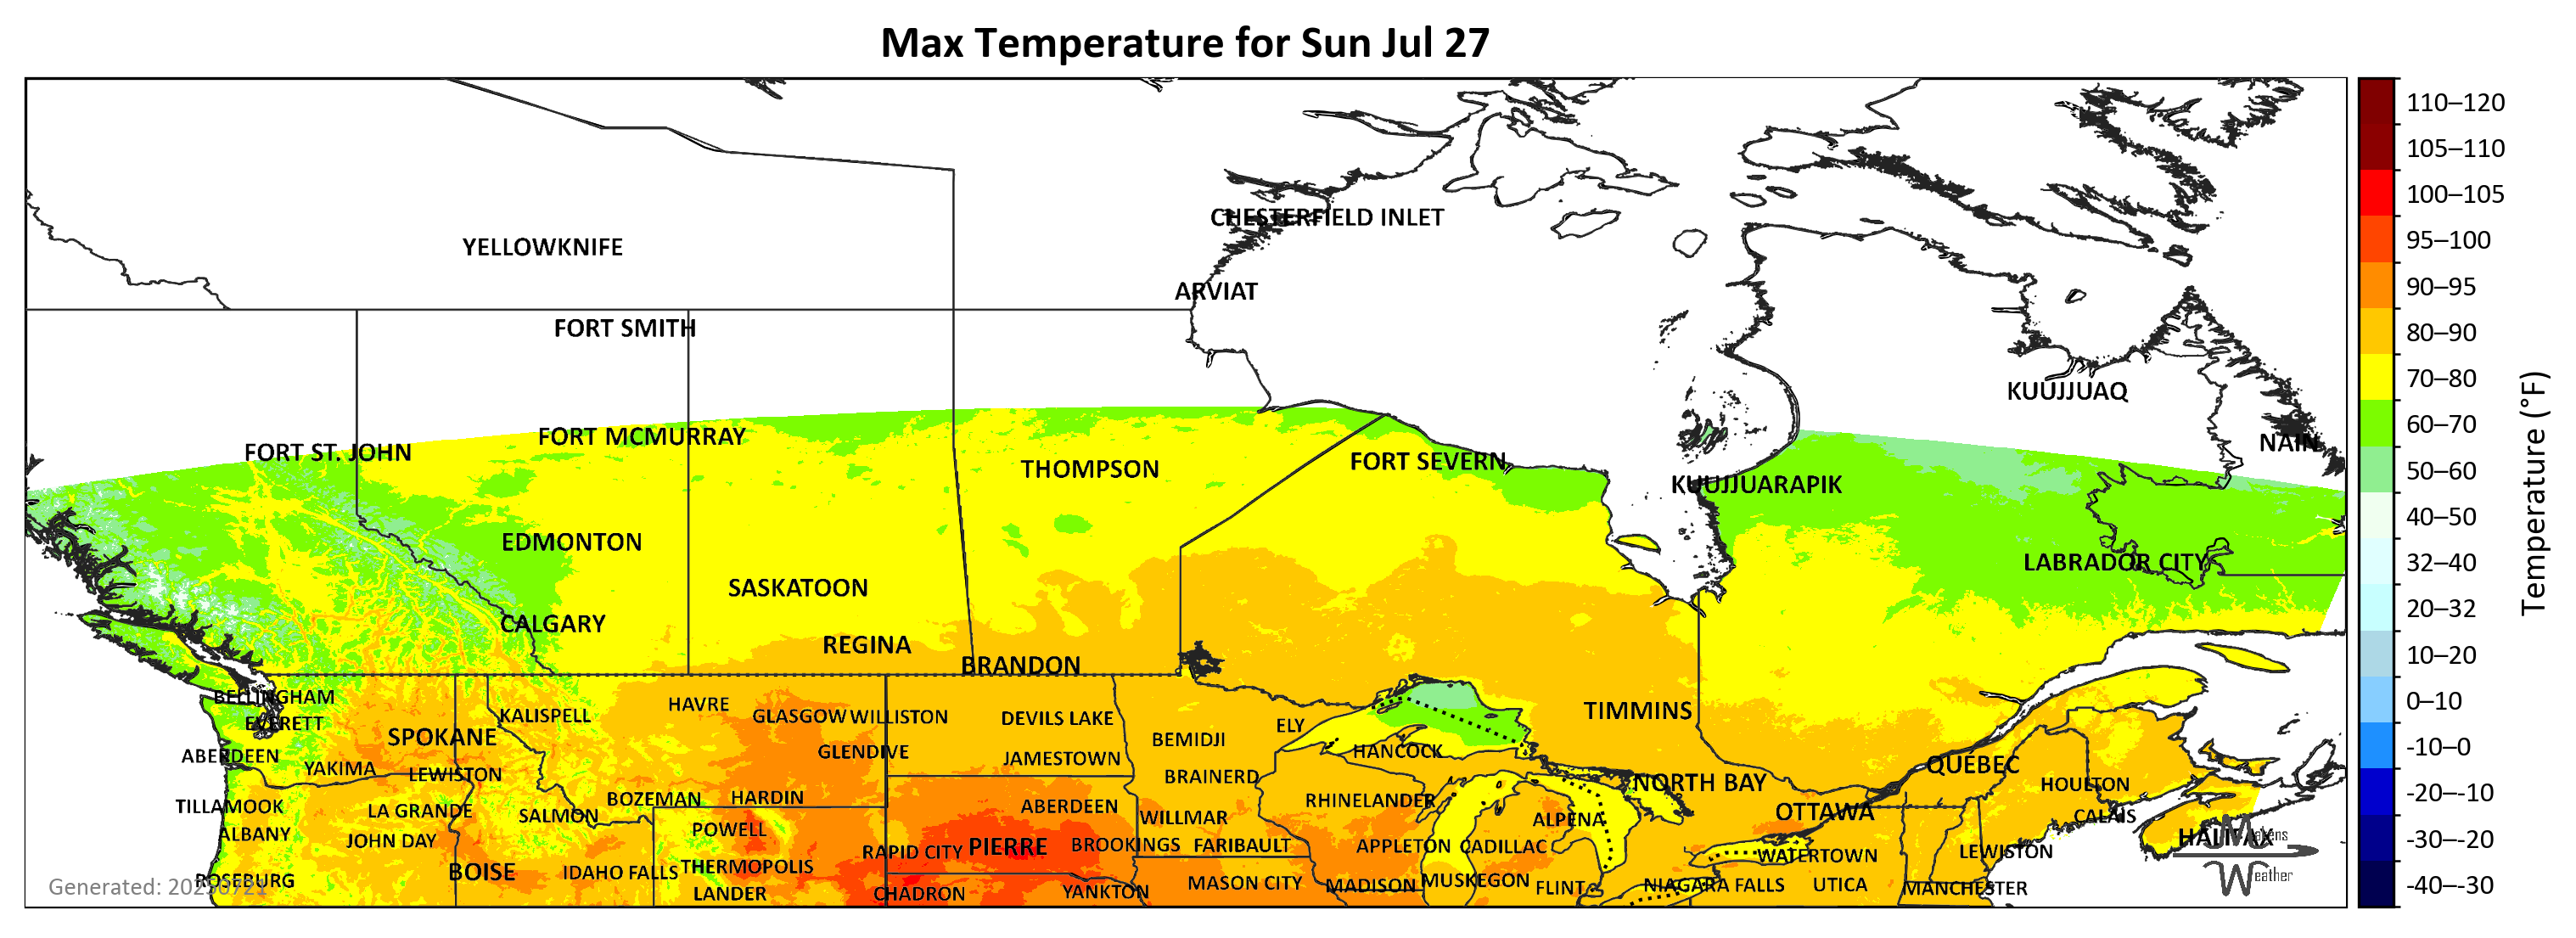 Max Temperature for Sun Jul 27
110–120
105–110
CHESTERFIELD INLET
100–105
YELLOWKNIFE
95–100
ARVIAT
90–95
FORT SMITH
80–90
KUUJJUAQ
70–80
FORT MCMURRAY
60–70
NAIN
FORT ST. JOHN
THOMPSON
FORT SEVERN
50–60
KUUJJUARAPIK
40–50
EDMONTON
LABRADOR CITY
32–40
Temperature (°F)
SASKATOON
20–32
CALGARY
REGINA
BRANDON
10–20
BELLINGHAM
HAVRE
0–10
EVERETT
KALISPELL
GLASGOW
WILLISTON
DEVILS LAKE
ELY
TIMMINS
SPOKANE
BEMIDJI
-10–0
ABERDEEN
GLENDIVE
JAMESTOWN
HANCOCK
QUÉBEC
YAKIMA
LEWISTON
BRAINERD
NORTH BAY
HOULTON
-20–-10
TILLAMOOK
LA GRANDE
SALMON
BOZEMAN
HARDIN
ABERDEEN
WILLMAR
RHINELANDER
ALPENA
OTTAWA
CALAIS
ALBANY
JOHN DAY
POWELL
PIERRE
-30–-20
HALIFAX
Makens
Weather
RAPID CITY
BROOKINGS
FARIBAULT
APPLETON
CADILLAC
WATERTOWN
LEWISTON
BOISE
IDAHO FALLS
THERMOPOLIS
ROSEBURG
Generated: 20250721
LANDER
CHADRON
YANKTON
MASON CITY
MADISON
MUSKEGON
FLINT
NIAGARA FALLS
UTICA
MANCHESTER
-40–-30